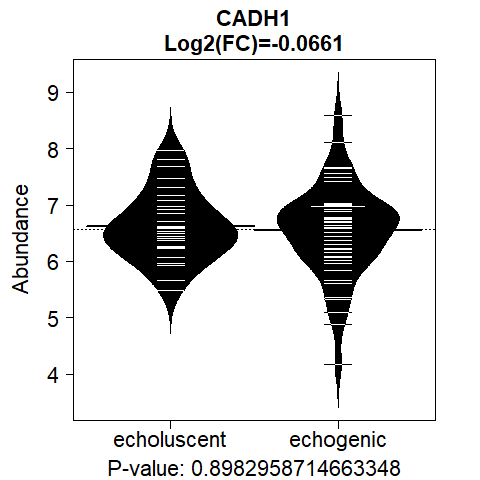 CADH1
Log2(FC)=-0.0661
Abundance
9
8
7
6
5
4
echoluscent echogenic
P-value: 0.8982958714663348